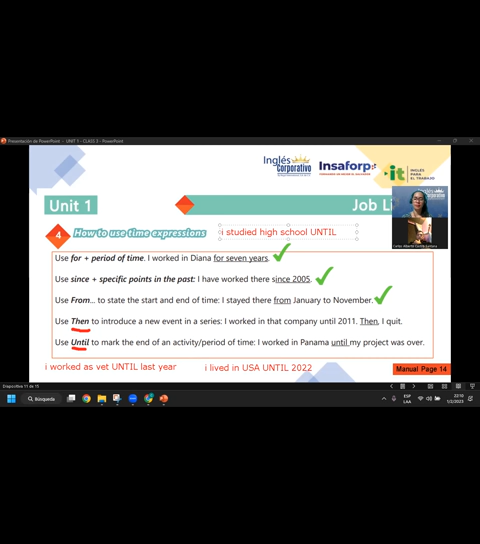 Presentación de PowerPoint - UNIT 1 - CLASS 3 - PowerPoint
Inglés
Corporativo
Insaforp
it
INGLÉS
PARA
EL TRABAJO
Unit 1
Job Li
4
How to use time expressions
i studied high school UNTIL
Use for + period of time. I worked in Diana for seven years.
Use since + specific points in the past: I have worked there since 2005.
Use From... to state the start and end of time: I stayed there from January to November.
Use Then to introduce a new event in a series: I worked in that company until 2011. Then, I quit.
Use Until to mark the end of an activity/period of time: I worked in Panama until my project was over.
i worked as vet UNTIL last year
i lived in USA UNTIL 2022
Manual Page 14
Diapositiva 11 de 15
Búsqueda
ESP
LAA
22:10
1/2/2023